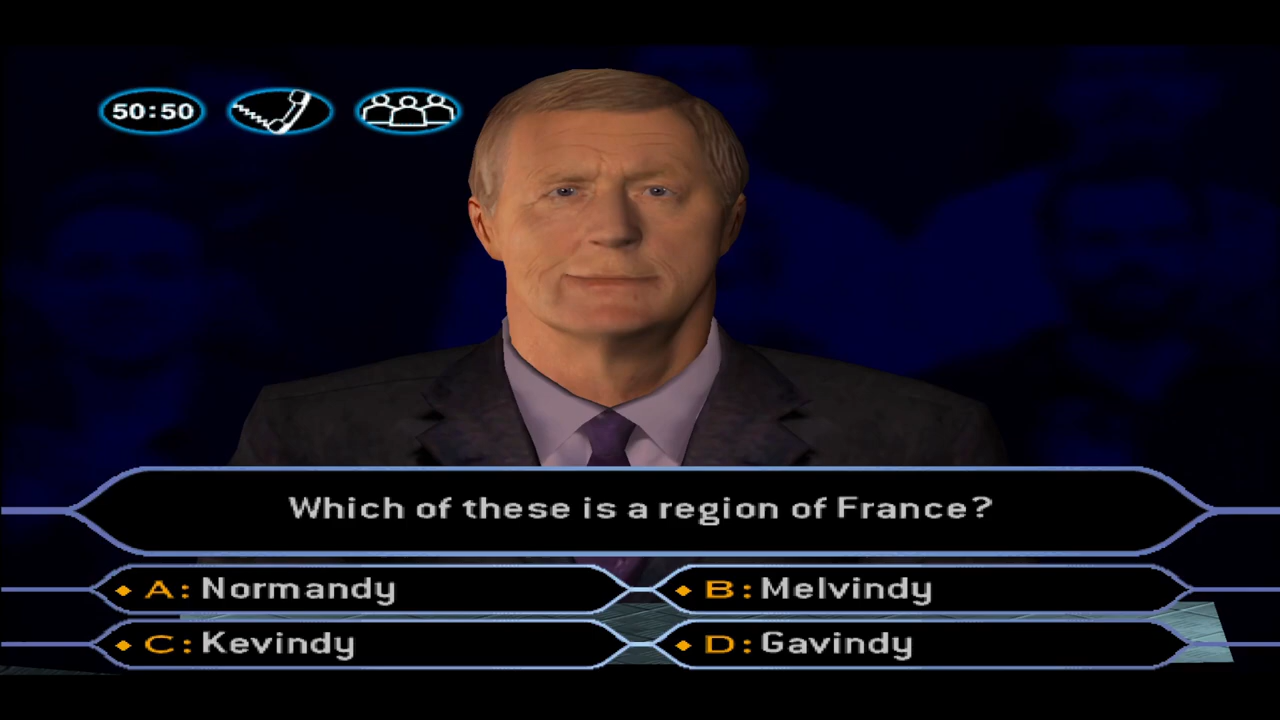 50:50
Which of these is a region of France?
A: Normandy
B: Melvindy
C: Kevindy
D: Gavindy